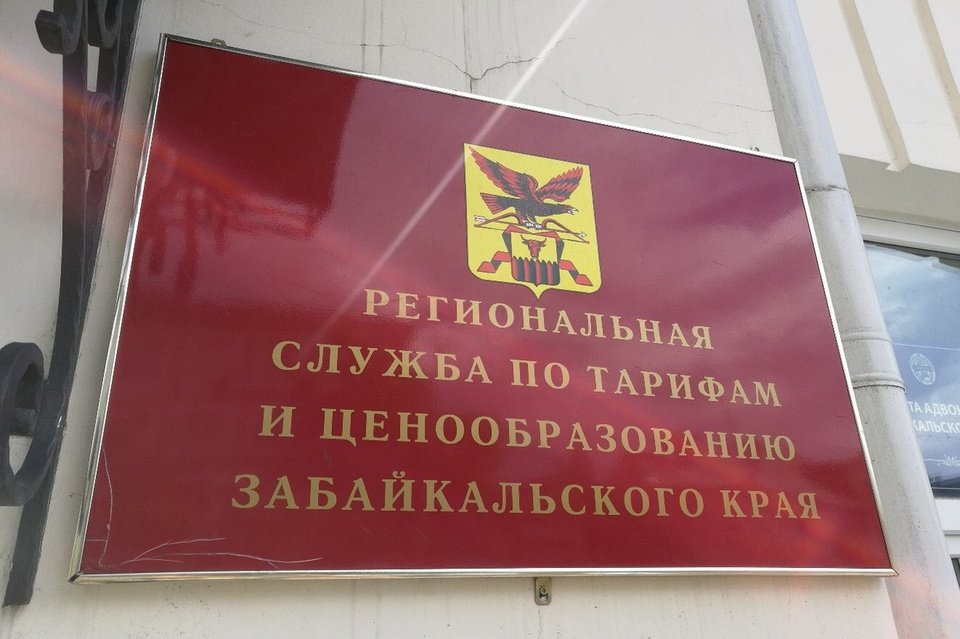 РЕГИОНАЛЬНАЯ
СЛУЖБА ПО ТАРИФАМ
И ЦЕНООБРАЗОВАНИЮ
ЗАБАЙКАЛЬСКОГО КРАЯ